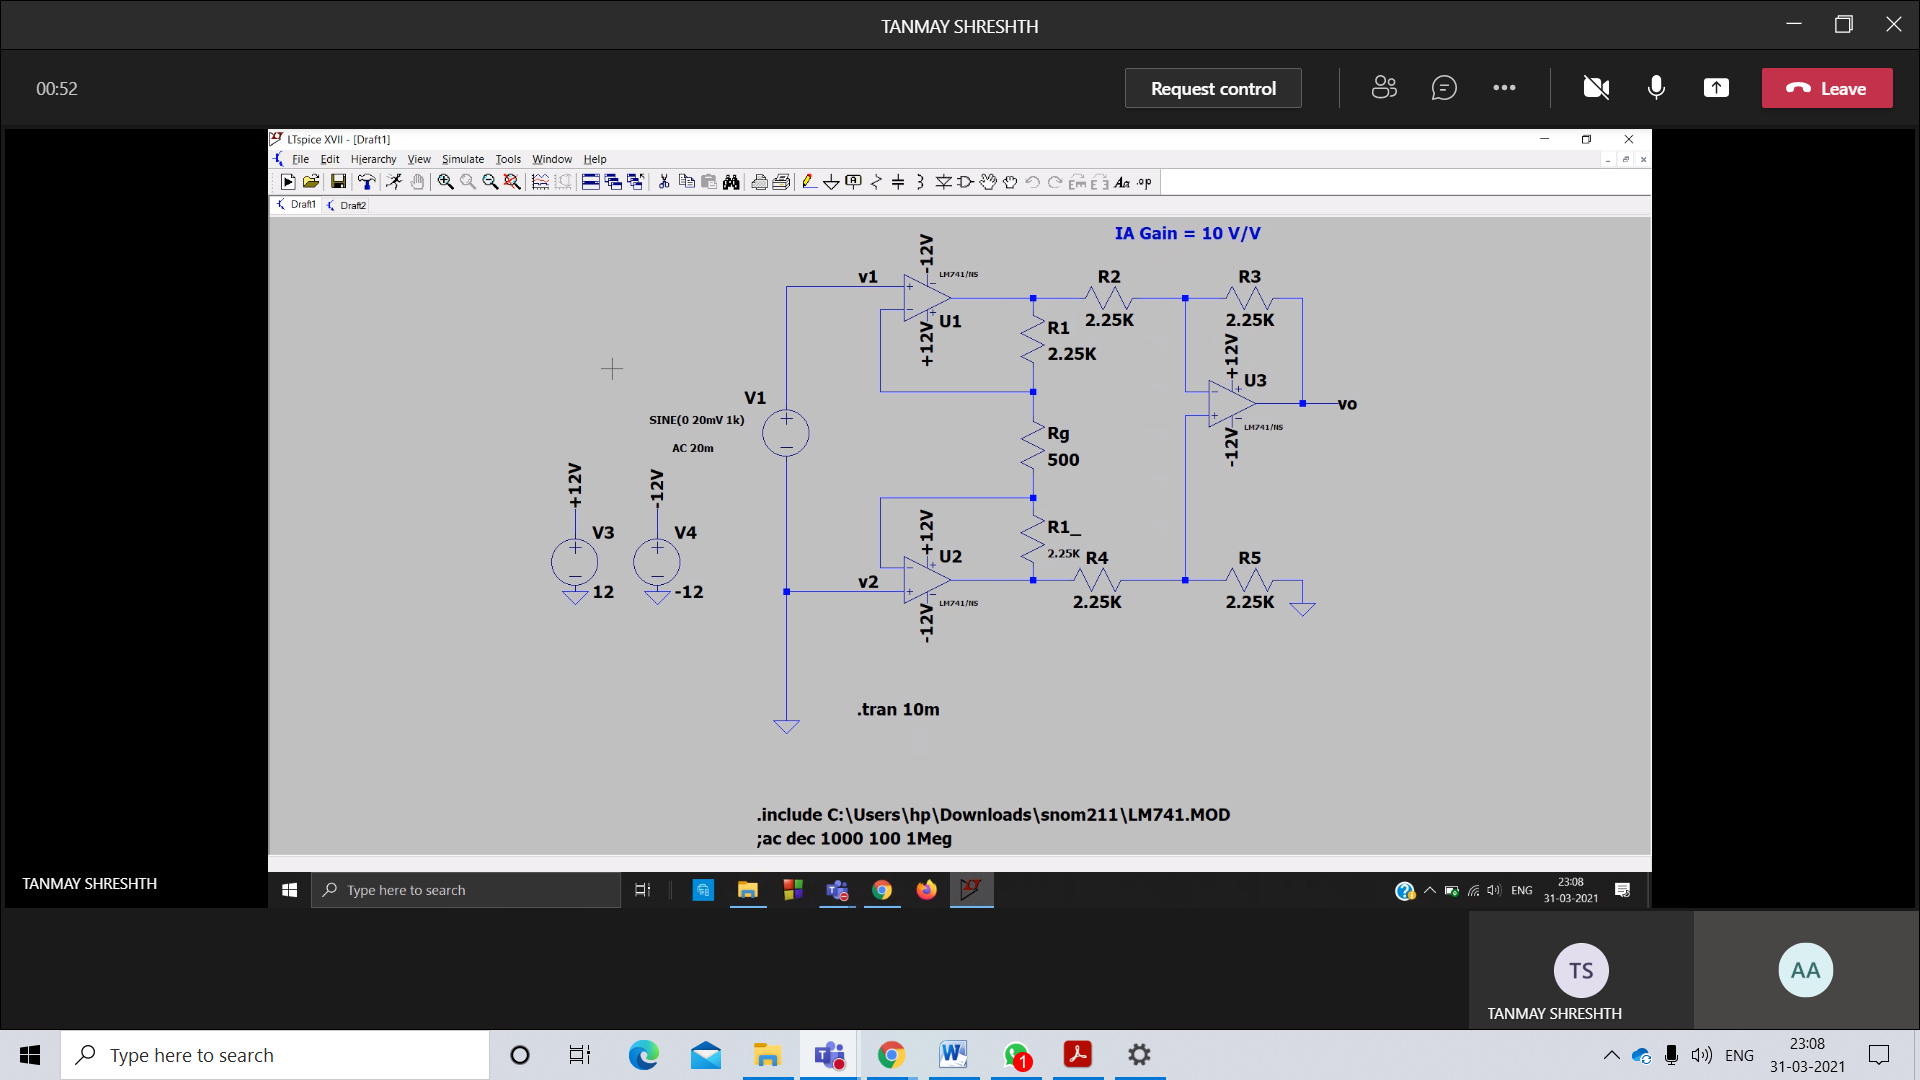 TANMAY SHRESHTH
00:52
Request control
Leave
LTspice XVII - [Draft1]
File Edit Hierarchy View Simulate Tools Window Help
Draft1 Draft2
IA Gain = 10 V/V
-12V
LM741/NS
v1
U1
+12V
R2
2.25K
R3
2.25K
R1
2.25K
+12V
U3
V1
SINE(0 20mV 1k)
AC 20m
vo
LM741/NS
-12V
Rg
500
+12V
-12V
V3
V4
12
-12
+12V
U2
v2
LM741/NS
-12V
R1_
2.25K
R4
2.25K
R5
2.25K
.tran 10m
.include C:\Users\hp\Downloads\snom211\LM741.MOD
;ac dec 1000 100 1Meg
TANMAY SHRESHTH
Type here to search
ENG
23:08
31-03-2021
TS
TANMAY SHRESHTH
AA
Type here to search
1
ENG
23:08
31-03-2021